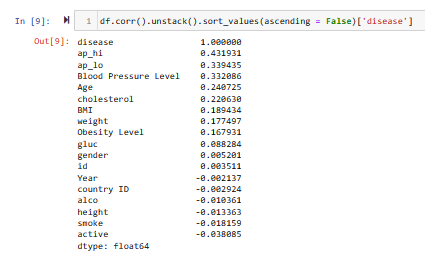 In [9]: 1 df.corr().unstack().sort_values(ascending = False)['disease']
Out[9]: disease 1.000000
ap_hi 0.431931
ap_lo 0.339435
Blood Pressure Level 0.332086
Age 0.240725
cholesterol 0.220630
BMI 0.189434
weight 0.177497
Obesity Level 0.167931
gluc 0.088284
gender 0.005201
id 0.003511
Year -0.002137
country ID -0.002924
alco -0.010361
height -0.013363
smoke -0.018159
active -0.038085
dtype: float64